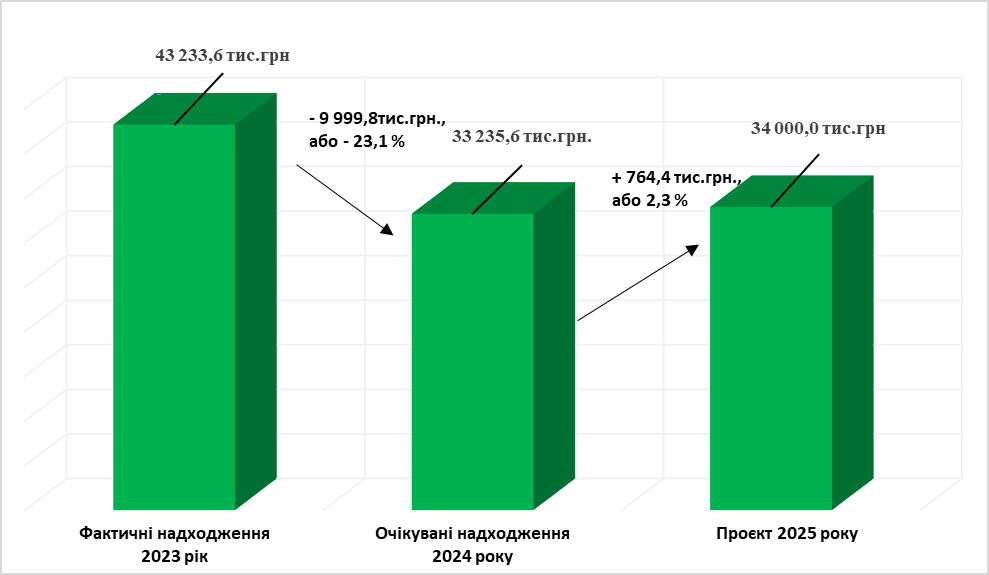 43 233,6 тис.грн
- 9 999,8тис.грн.,
або - 23,1 %
33 235,6 тис.грн.
+ 764,4 тис.грн.,
або 2,3 %
34 000,0 тис.грн
Фактичні надходження
2023 рік
Очікувані надходження
2024 року
Проєкт 2025 року